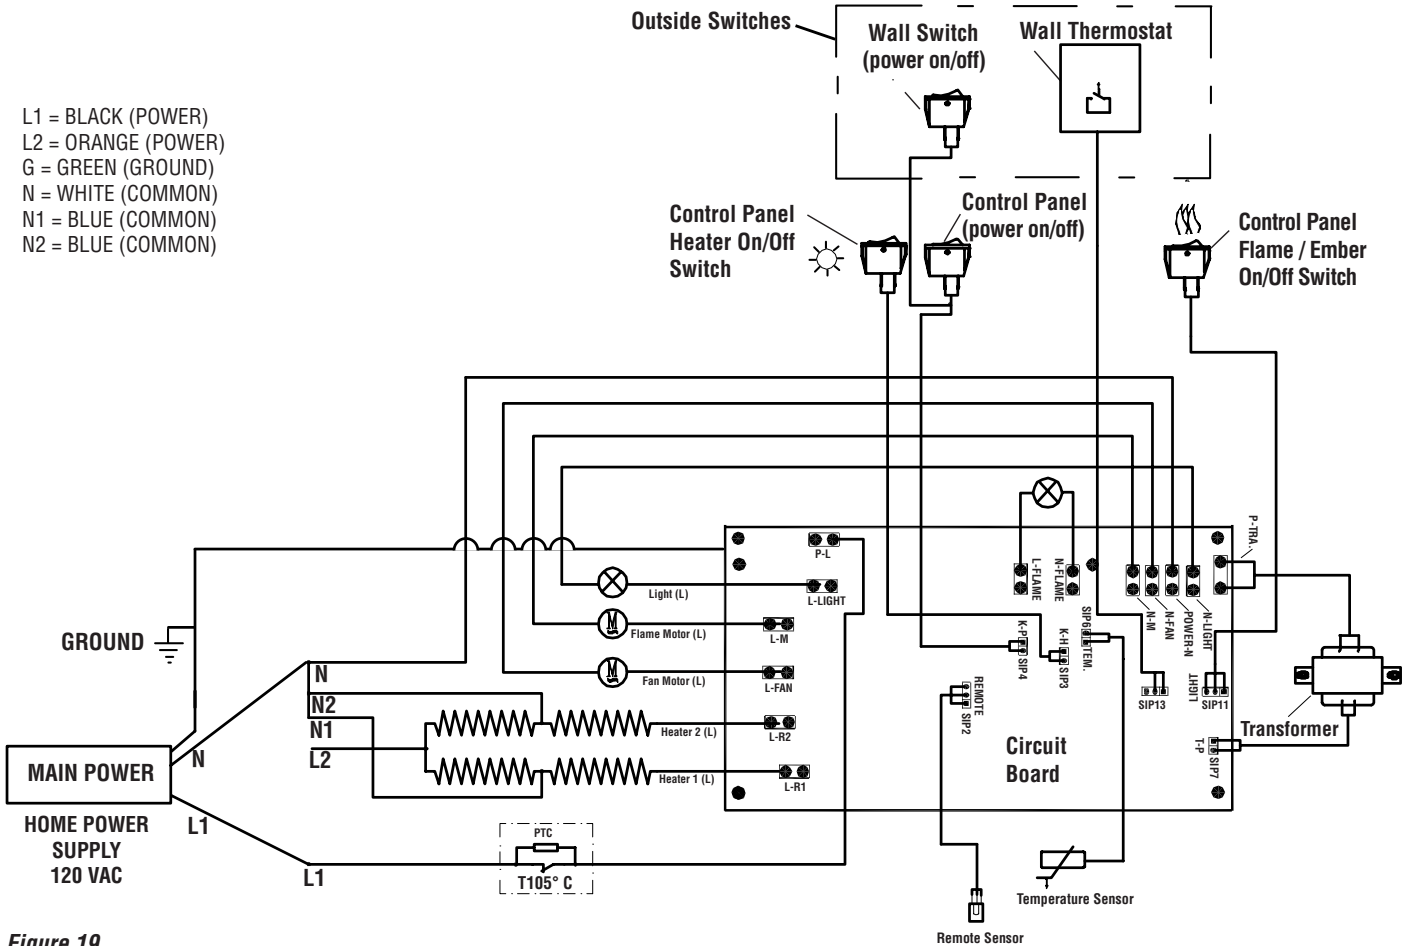 Outside Switches
Wall Switch
(power on/off)
Wall Thermostat
L1 = BLACK (POWER)
L2 = ORANGE (POWER)
G = GREEN (GROUND)
N = WHITE (COMMON)
N1 = BLUE (COMMON)
N2 = BLUE (COMMON)
Control Panel
Heater On/Off
Switch
Control Panel
(power on/off)
Control Panel
Flame / Ember
On/Off Switch
P-TRA.
P-L
L-FLAME
N-FLAME
Light (L)
L-LIGHT
N-M
N-FAN
POWER-N
N-LIGHT
GROUND
M
Flame Motor (L)
L-M
K-P
SIP4
K-H
SIP3
SIP6
TEM.
N
M
Fan Motor (L)
L-FAN
REMOTE
SIP2
SIP13
LIGHT
SIP11
Transformer
N2
N1
L2
Heater 2 (L)
L-R2
Circuit
Board
T-P
SIP7
MAIN POWER
N
Heater 1 (L)
L-R1
HOME POWER
SUPPLY
120 VAC
L1
L1
PTC
T105° C
Temperature Sensor
Remote Sensor
Figure 19